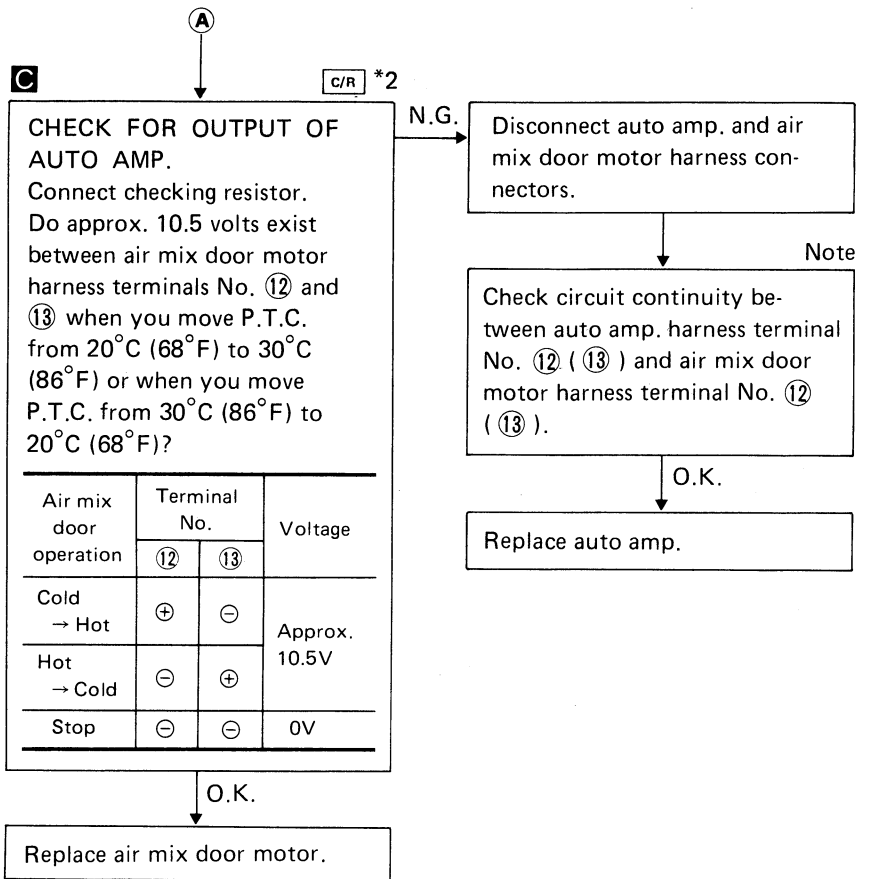 Ⓐ
C
C/R *2
CHECK FOR OUTPUT OF
AUTO AMP.
Connect checking resistor.
Do approx. 10.5 volts exist
between air mix door motor
harness terminals No. ⑫ and
⑬ when you move P.T.C.
from 20°C (68°F) to 30°C
(86°F) or when you move
P.T.C. from 30°C (86°F) to
20°C (68°F)?
Air mix
door
operation
Terminal
No.
⑫ ⑬
Voltage
Cold
→ Hot
⊕ ⊖
Approx.
10.5V
Hot
→ Cold
⊖ ⊕
Stop ⊖ ⊖ 0V
O.K.
Replace air mix door motor.
N.G.
Disconnect auto amp. and air
mix door motor harness con-
nectors.
Note
Check circuit continuity be-
tween auto amp. harness terminal
No. ⑫ ( ⑬ ) and air mix door
motor harness terminal No. ⑫
( ⑬ ).
O.K.
Replace auto amp.